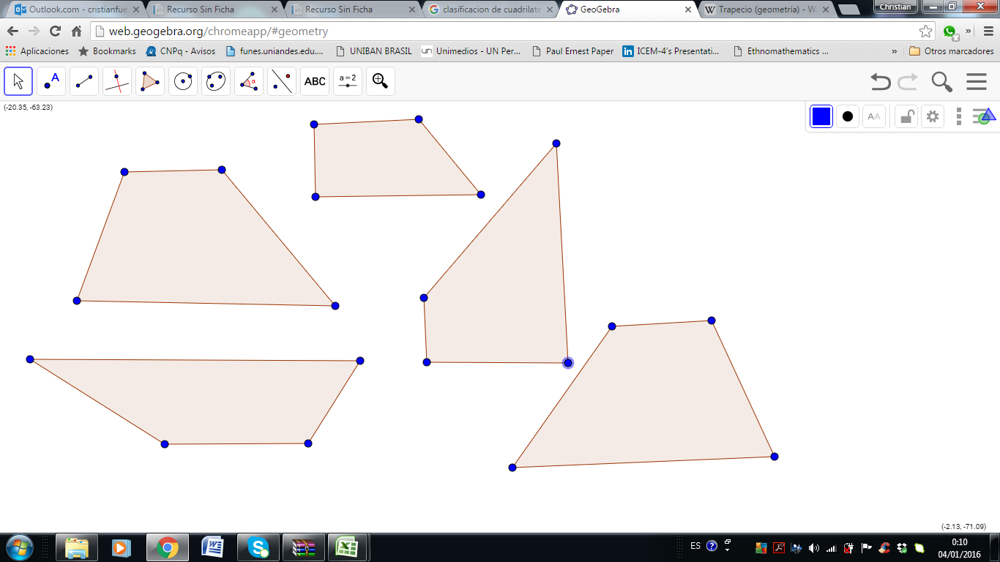 Outlook.com - cristianfue
Recurso Sin Ficha
Recurso Sin Ficha
clasificacion de cuadrilate
GeoGebra
Trapecio (geometría) - W
Christian
web.geogebra.org/chromeapp/#geometry
Aplicaciones
Bookmarks
CNPq - Avisos
funes.uniandes.edu....
UNIBAN BRASIL
Unimedios - UN Per...
Paul Ernest Paper
ICEM-4's Presentati...
Ethnomathematics ...
»
Otros marcadores
A
α
ABC
a=2
(-20.35, -63.23)
AA
(-2.13, -71.09)
ES
0:10
04/01/2016